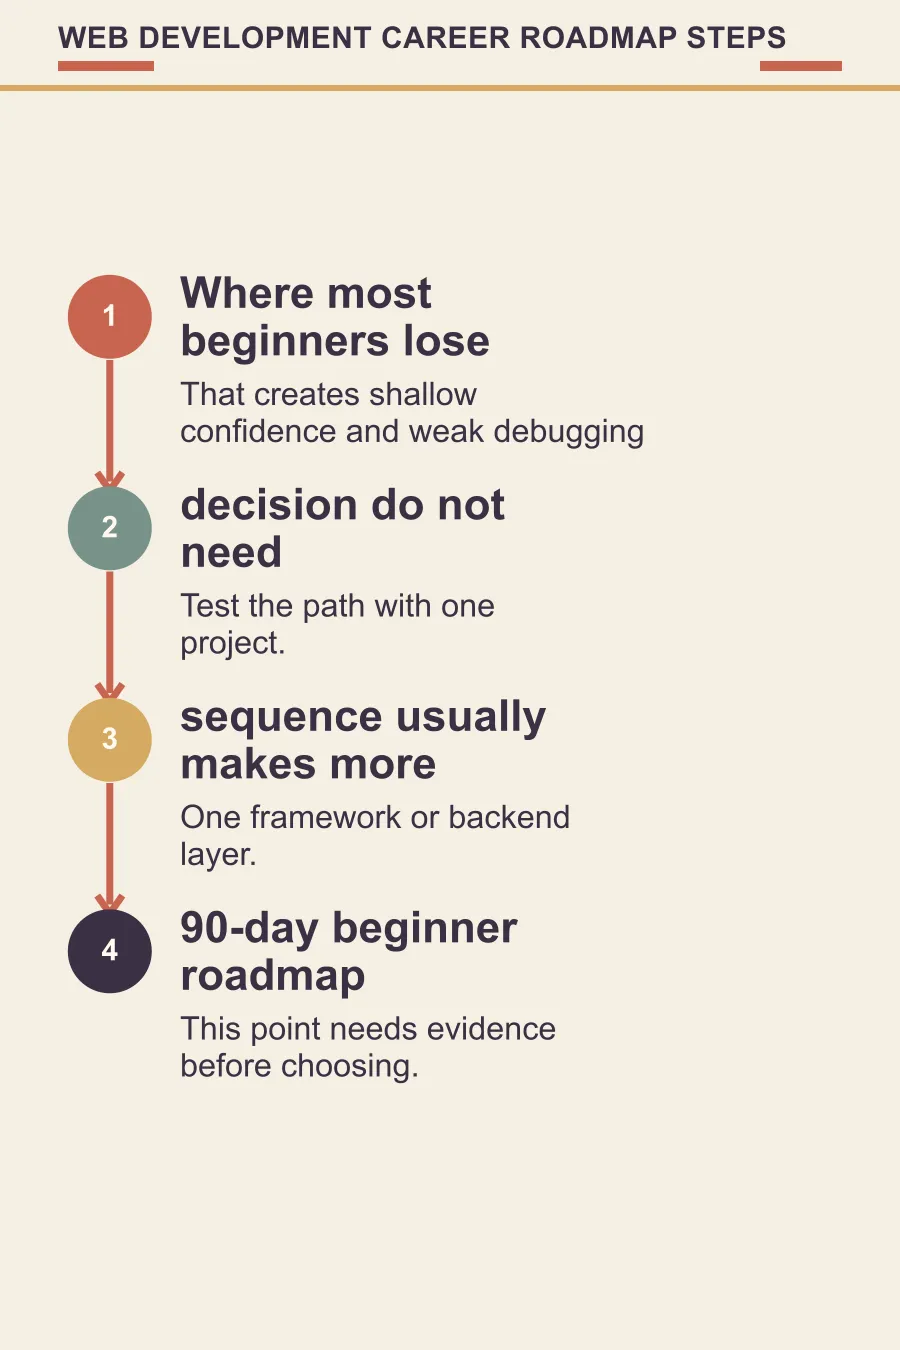 WEB DEVELOPMENT CAREER ROADMAP STEPS
1
Where most
beginners lose
That creates shallow
confidence and weak debugging
2
decision do not
need
Test the path with one
project.
3
sequence usually
makes more
One framework or backend
layer.
4
90-day beginner
roadmap
This point needs evidence
before choosing.